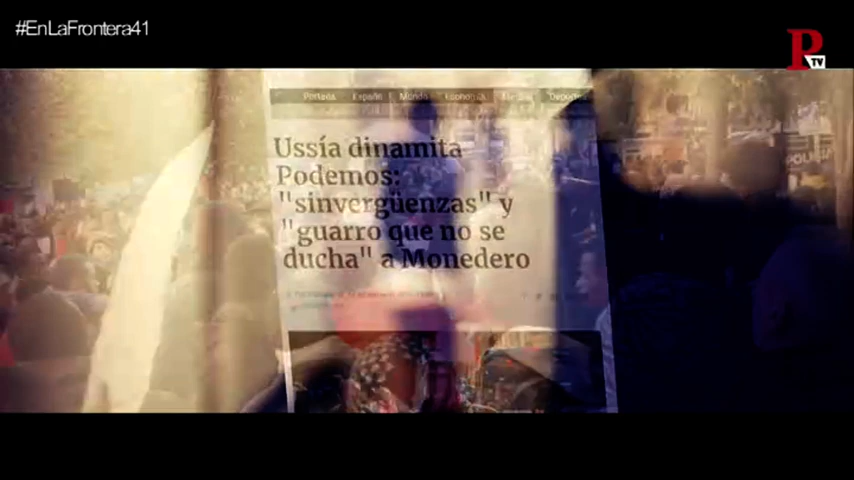 #EnLaFrontera41
P
TV
Portada España Mundo Economía Deportes
Ussía dinamita
Podemos:
"sinvergüenzas" y
"guarro que no se
ducha" a Monedero